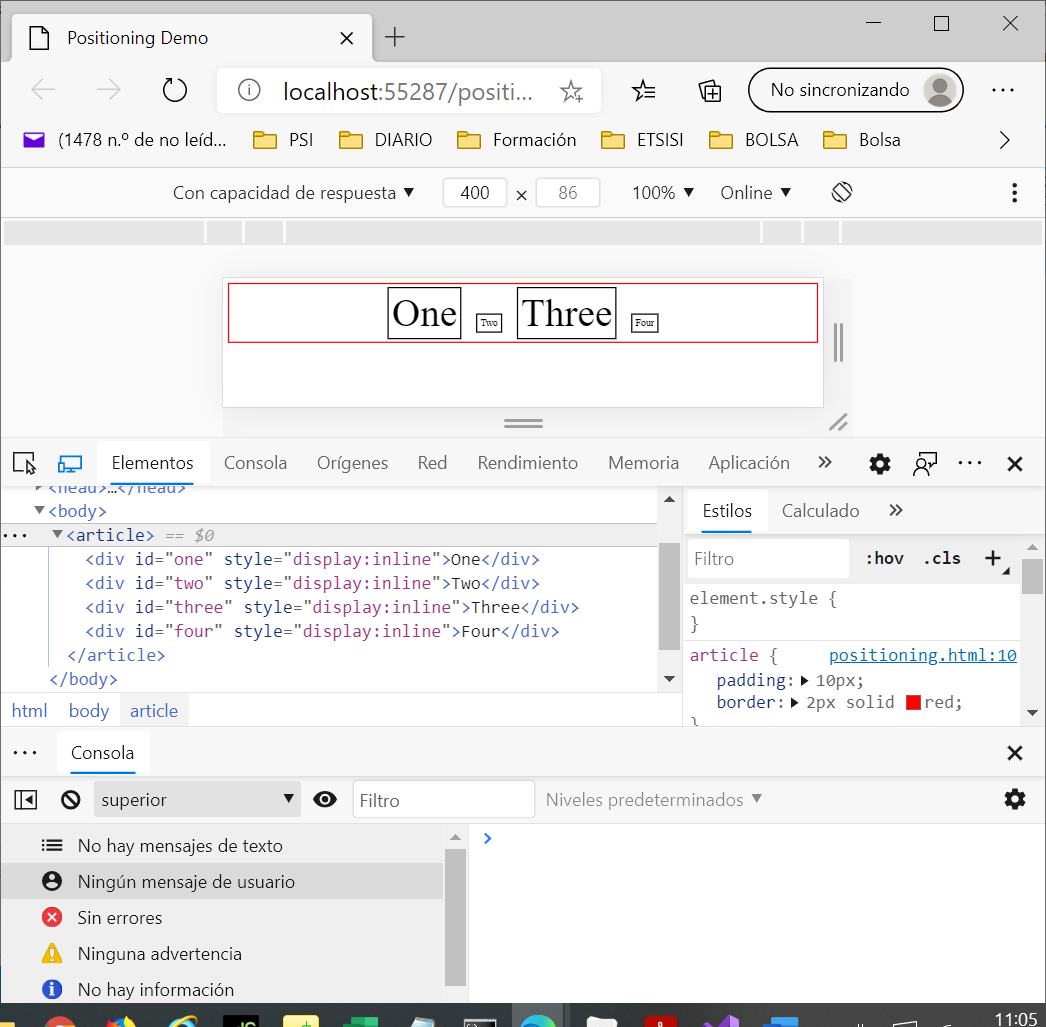 Positioning Demo
localhost:55287/positi...
No sincronizando
(1478 n.º de no leíd...
PSI
DIARIO
Formación
ETSISI
BOLSA
Bolsa
Con capacidad de respuesta ▼ 400 × 86 100% ▼ Online ▼
One Two Three Four
Elementos Consola Orígenes Red Rendimiento Memoria Aplicación »
<head>…</head>
<body>
<article> == $0
<div id="one" style="display:inline">One</div>
<div id="two" style="display:inline">Two</div>
<div id="three" style="display:inline">Three</div>
<div id="four" style="display:inline">Four</div>
</article>
</body>
html body article
Estilos Calculado »
Filtro :hov .cls +
element.style {
}
article { positioning.html:10
padding: 10px;
border: 2px solid red;
}
Consola
superior ▼ Filtro Niveles predeterminados ▼
No hay mensajes de texto
Ningún mensaje de usuario
Sin errores
Ninguna advertencia
No hay información
11:05